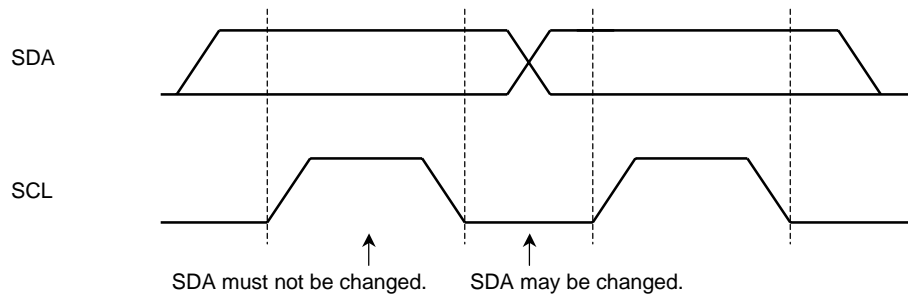 SDA
SCL
SDA must not be changed.
SDA may be changed.